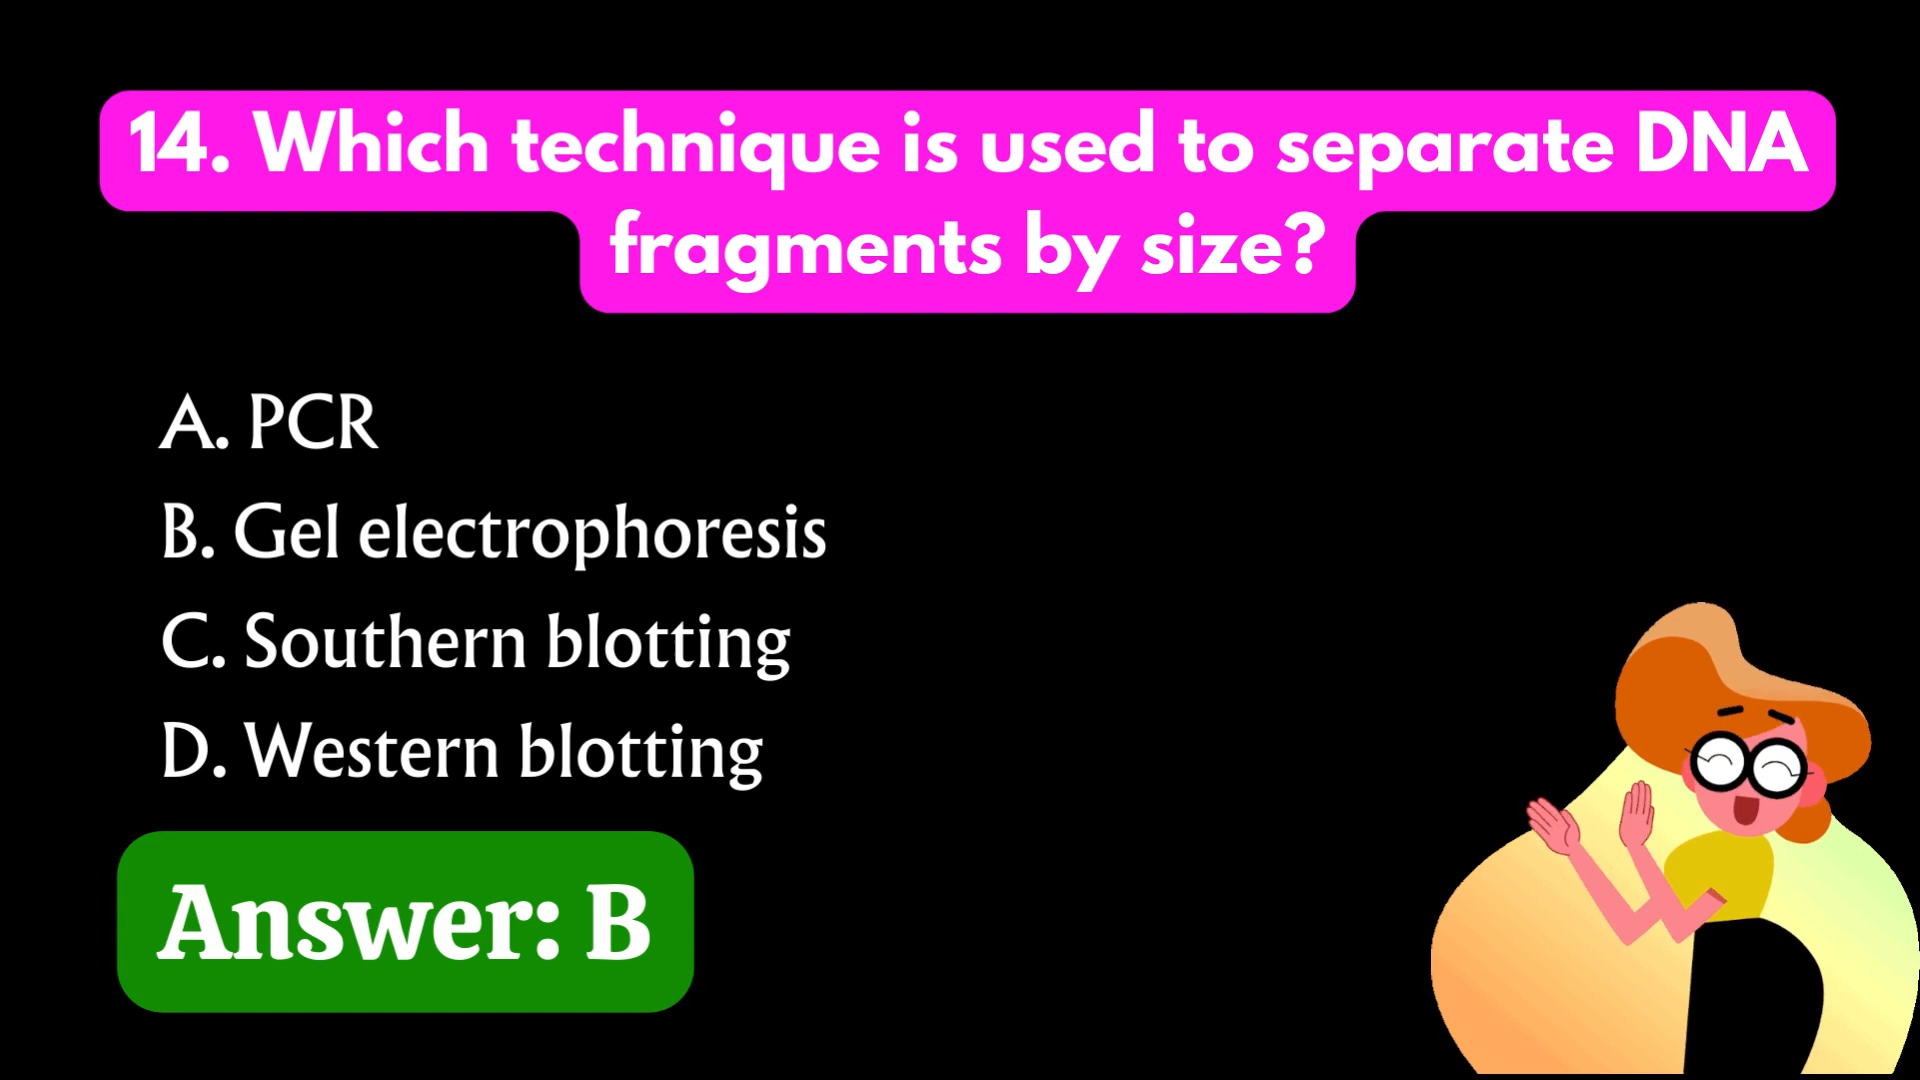 14. Which technique is used to separate DNA
fragments by size?
A. PCR
B. Gel electrophoresis
C. Southern blotting
D. Western blotting
Answer: B